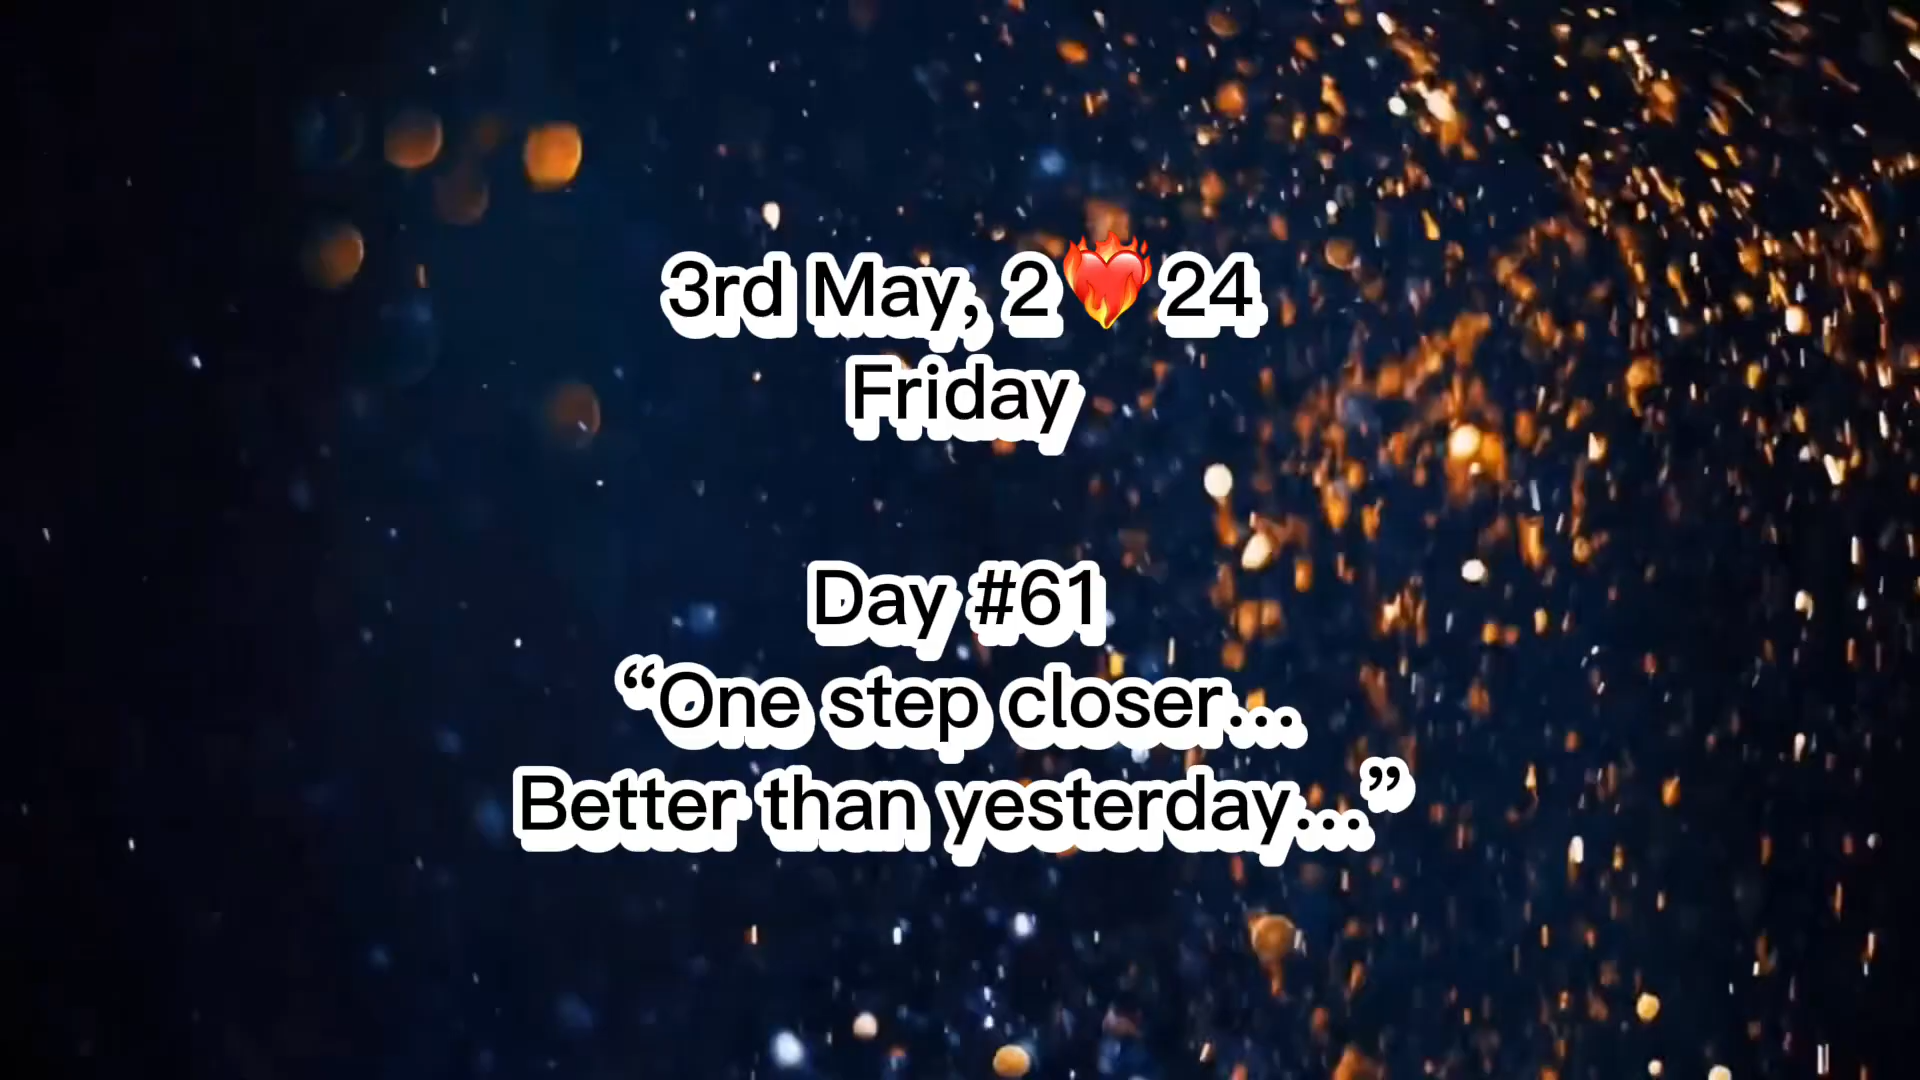 3rd May, 2❤️‍🔥24
Friday
Day #61
“One step closer...
Better than yesterday...”